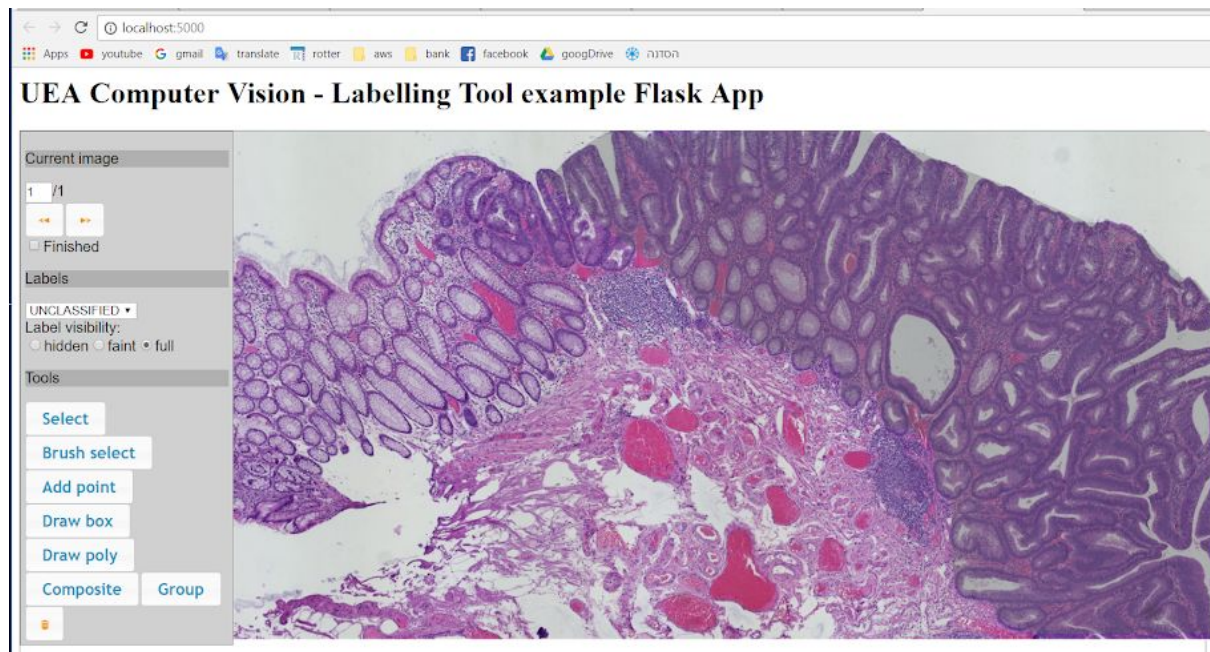 localhost:5000
Apps youtube gmail translate rotter aws bank facebook googDrive הסדנה
UEA Computer Vision - Labelling Tool example Flask App
Current image
1 /1
Finished
Labels
UNCLASSIFIED
Label visibility:
hidden faint full
Tools
Select
Brush select
Add point
Draw box
Draw poly
Composite Group